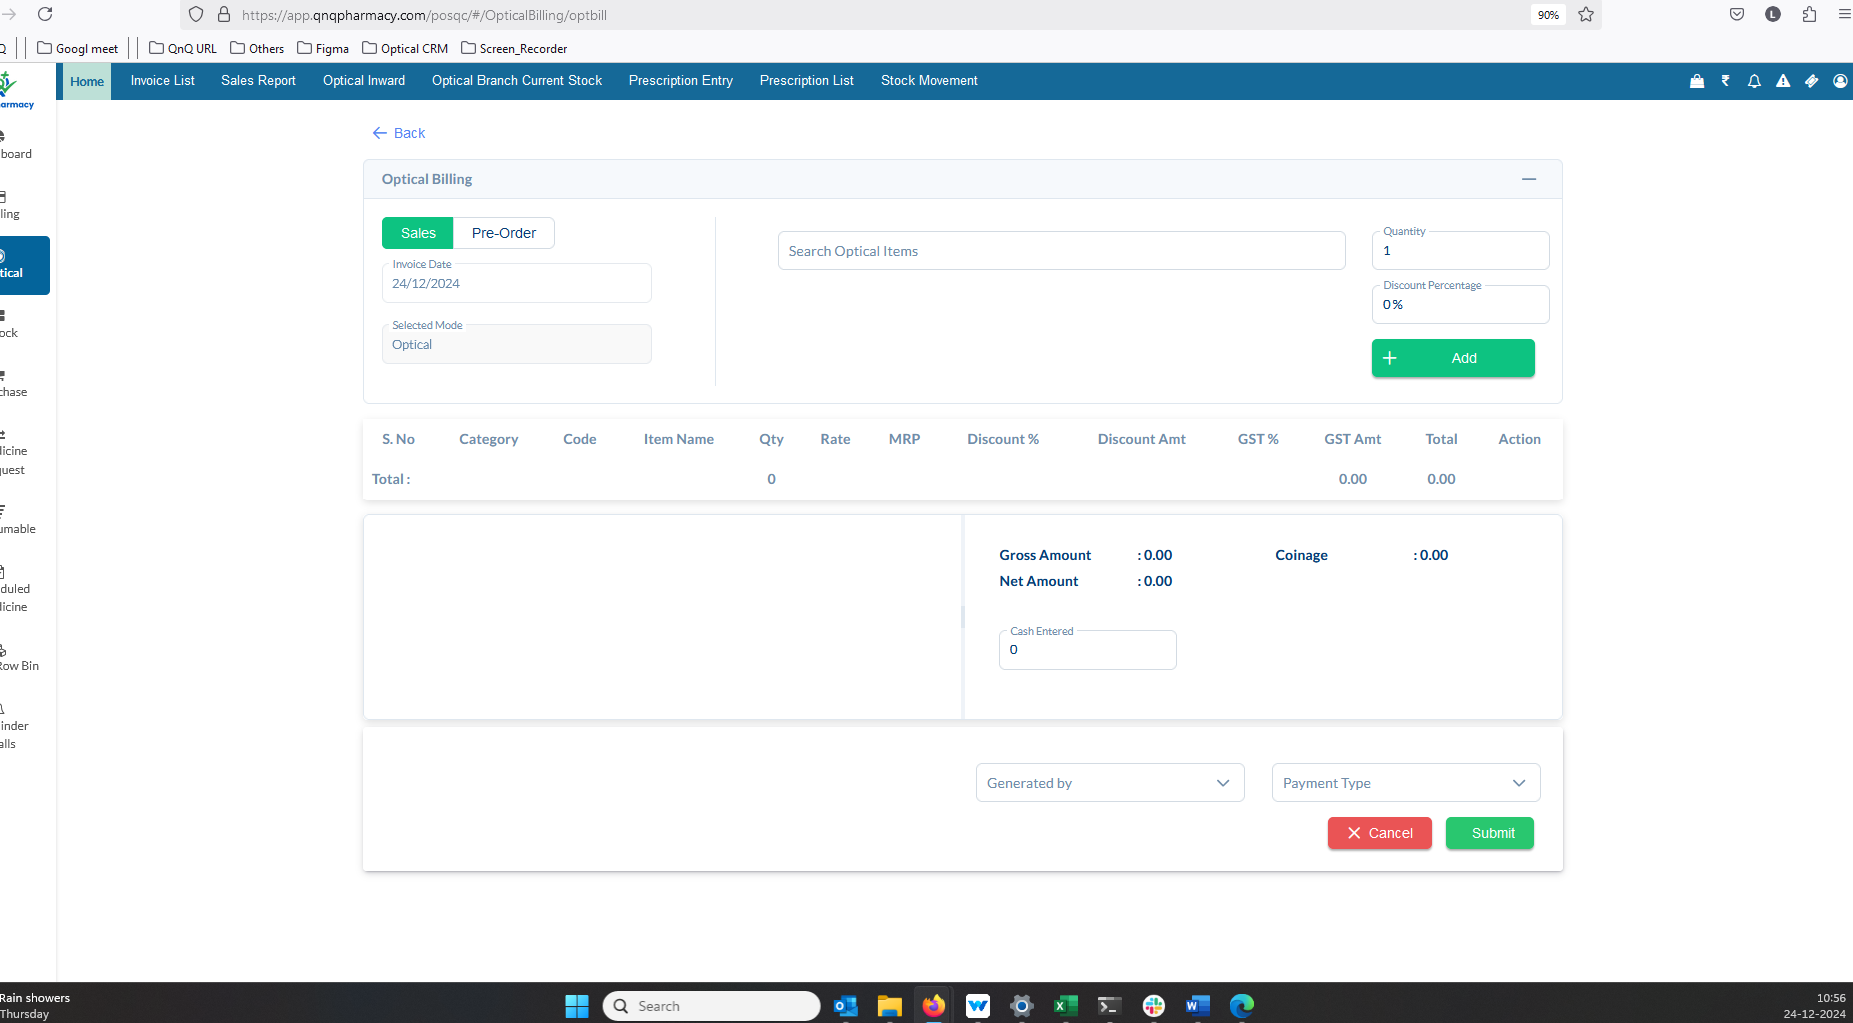 https://app.qnqpharmacy.com/posqc/#/OpticalBilling/optbill
90%
L
Q
Googl meet
QnQ URL
Others
Figma
Optical CRM
Screen_Recorder
armacy
Home
Invoice List
Sales Report
Optical Inward
Optical Branch Current Stock
Prescription Entry
Prescription List
Stock Movement
board
ling
tical
ock
chase
licine
quest
umable
duled
licine
Row Bin
inder
alls
Back
Optical Billing
Sales
Pre-Order
Invoice Date
24/12/2024
Selected Mode
Optical
Search Optical Items
Quantity
1
Discount Percentage
0%
Add
S. No Category Code Item Name Qty Rate MRP Discount % Discount Amt GST % GST Amt Total Action
Total : 0 0.00 0.00
Gross Amount : 0.00 Coinage : 0.00
Net Amount : 0.00
Cash Entered
0
Generated by
Payment Type
Cancel
Submit
Rain showers
Thursday
Search
10:56
24-12-2024